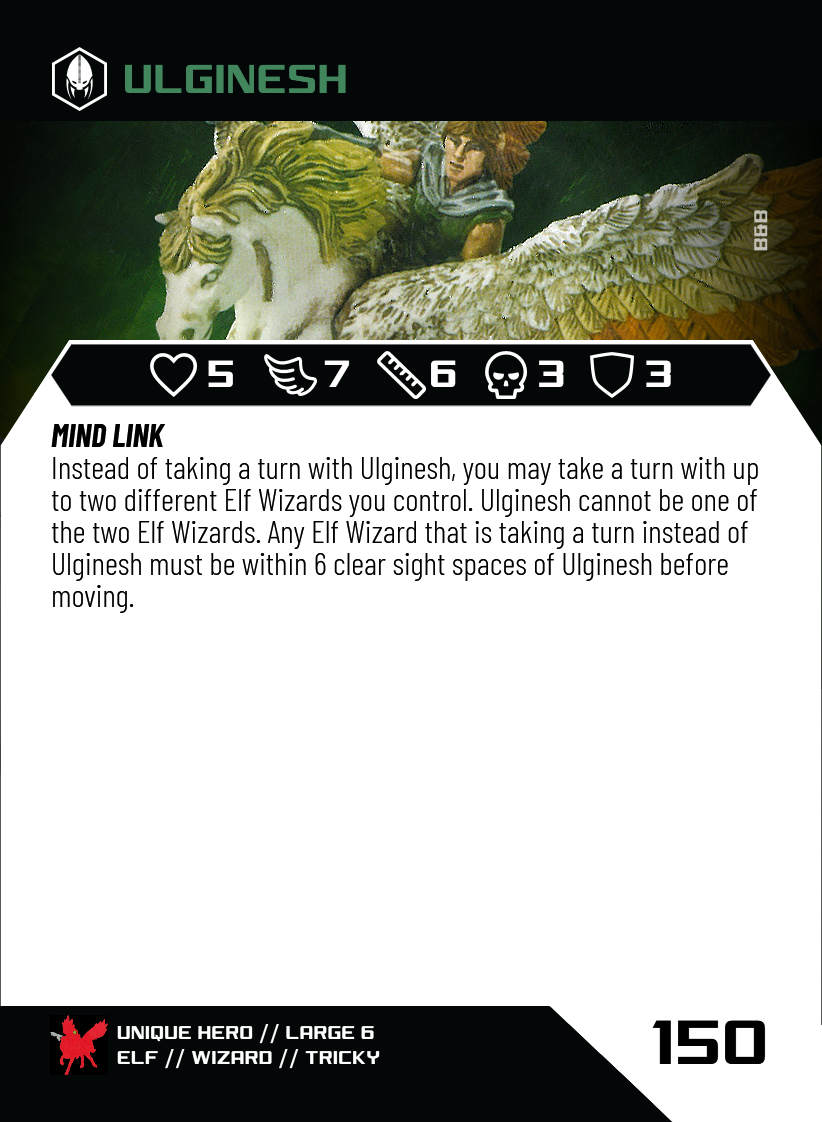 ULGINESH
B&B
5 7 6 3 3
MIND LINK
Instead of taking a turn with Ulginesh, you may take a turn with up
to two different Elf Wizards you control. Ulginesh cannot be one of
the two Elf Wizards. Any Elf Wizard that is taking a turn instead of
Ulginesh must be within 6 clear sight spaces of Ulginesh before
moving.
UNIQUE HERO // LARGE 6
ELF // WIZARD // TRICKY
150